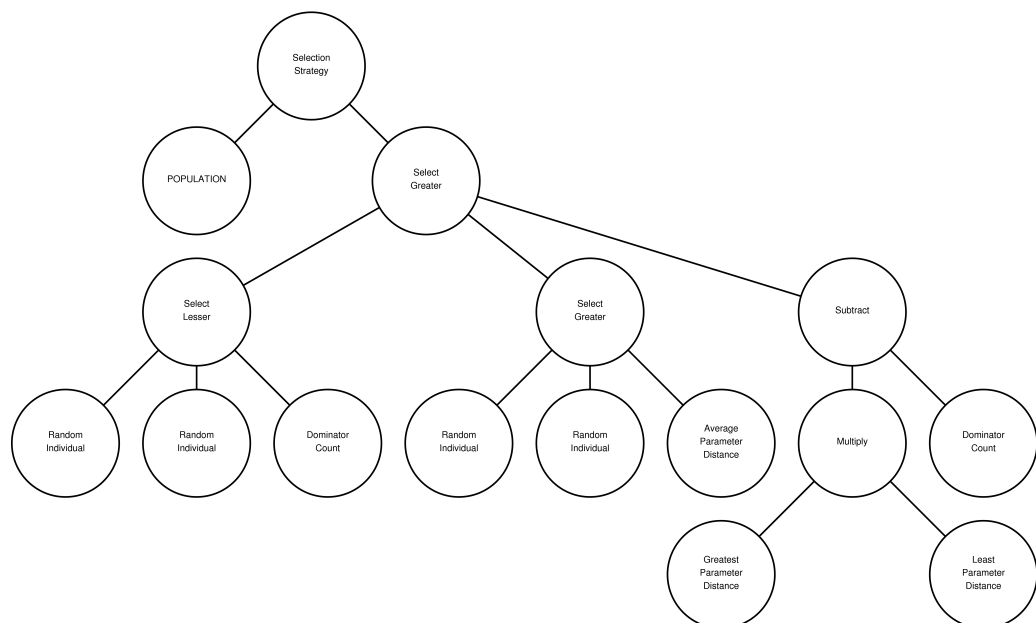 Selection
Strategy
POPULATION
Select
Greater
Select
Lesser
Select
Greater
Subtract
Random
Individual
Random
Individual
Dominator
Count
Random
Individual
Random
Individual
Average
Parameter
Distance
Multiply
Dominator
Count
Greatest
Parameter
Distance
Least
Parameter
Distance